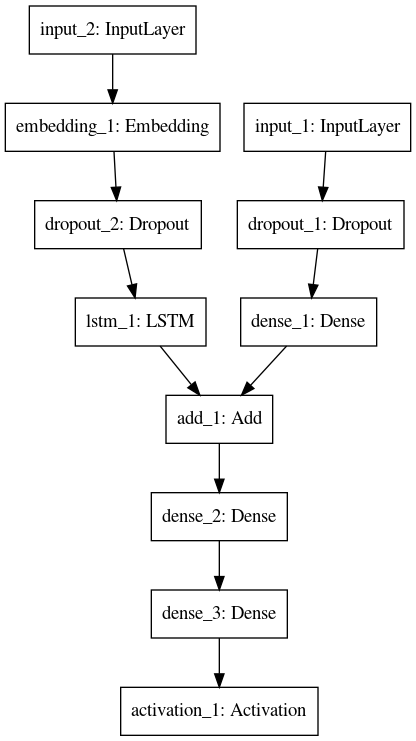 input_2: InputLayer
embedding_1: Embedding
input_1: InputLayer
dropout_2: Dropout
dropout_1: Dropout
lstm_1: LSTM
dense_1: Dense
add_1: Add
dense_2: Dense
dense_3: Dense
activation_1: Activation